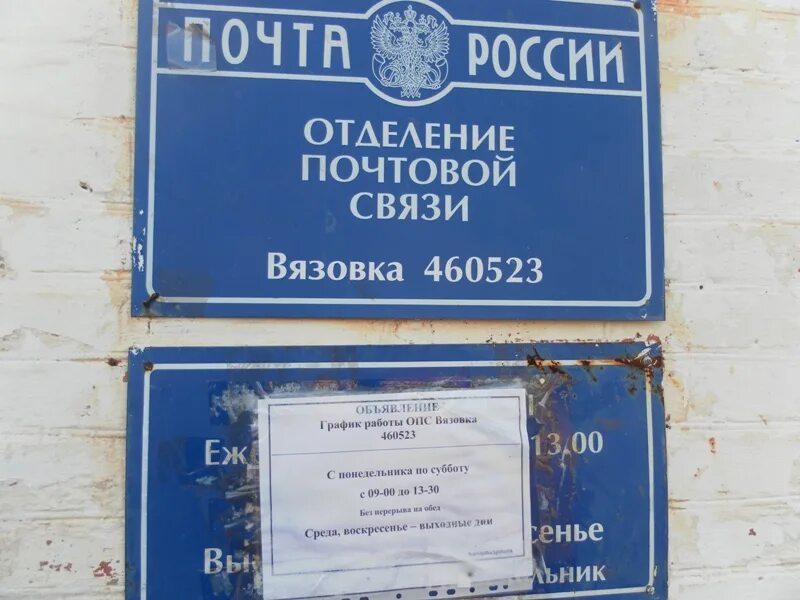 ПОЧТА РОССИИ
ОТДЕЛЕНИЕ
ПОЧТОВОЙ
СВЯЗИ
Вязовка 460523
ОБЪЯВЛЕНИЕ
График работы ОПС Вязовка
460523
С понедельника по субботу
с 09-00 до 13-30
Без перерыва на обед
Среда, воскресенье – выходные дни
Еж 13.00
Вы сенье
льник